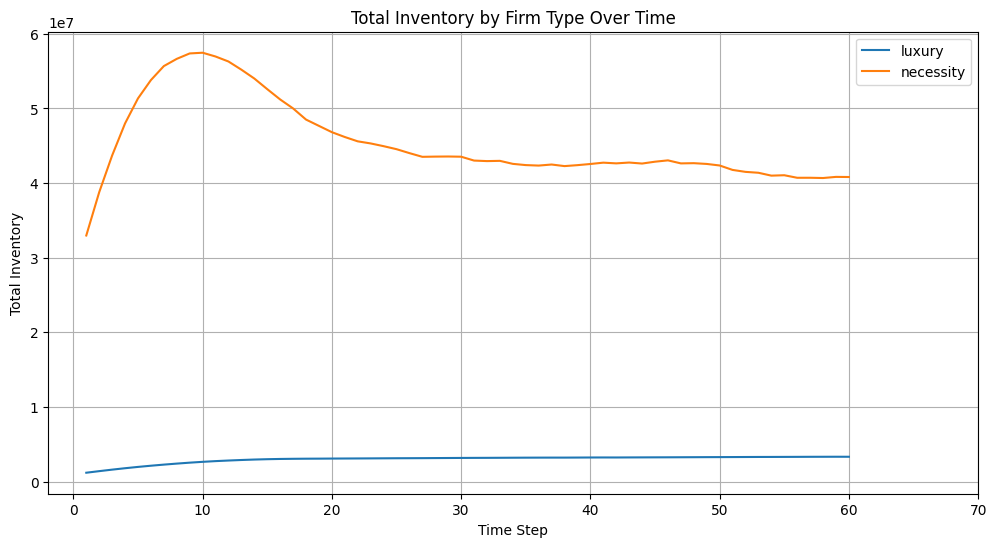 Total Inventory by Firm Type Over Time
1e7
6
5
4
3
2
1
0
Total Inventory
luxury
necessity
0 10 20 30 40 50 60 70
Time Step